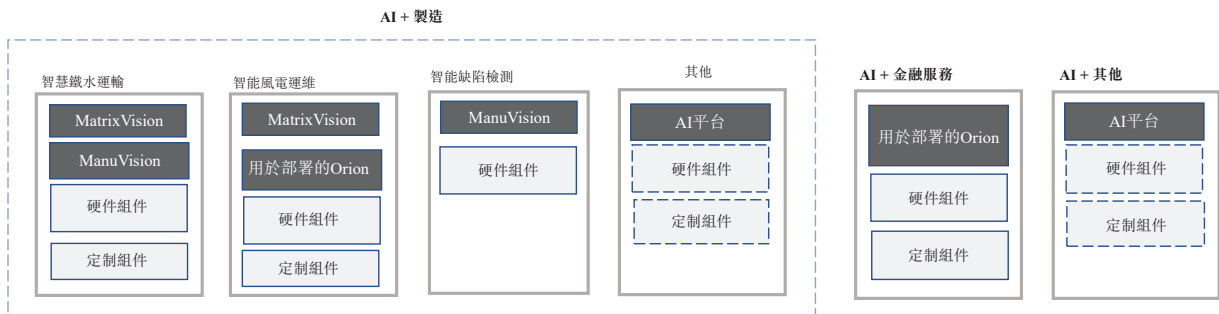 AI + 製造
智慧鐵水運輸
MatrixVision
ManuVision
硬件組件
定制組件
智能風電運維
MatrixVision
用於部署的Orion
硬件組件
定制組件
智能缺陷檢測
ManuVision
硬件組件
其他
AI平台
硬件組件
定制組件
AI + 金融服務
用於部署的Orion
硬件組件
定制組件
AI + 其他
AI平台
硬件組件
定制組件